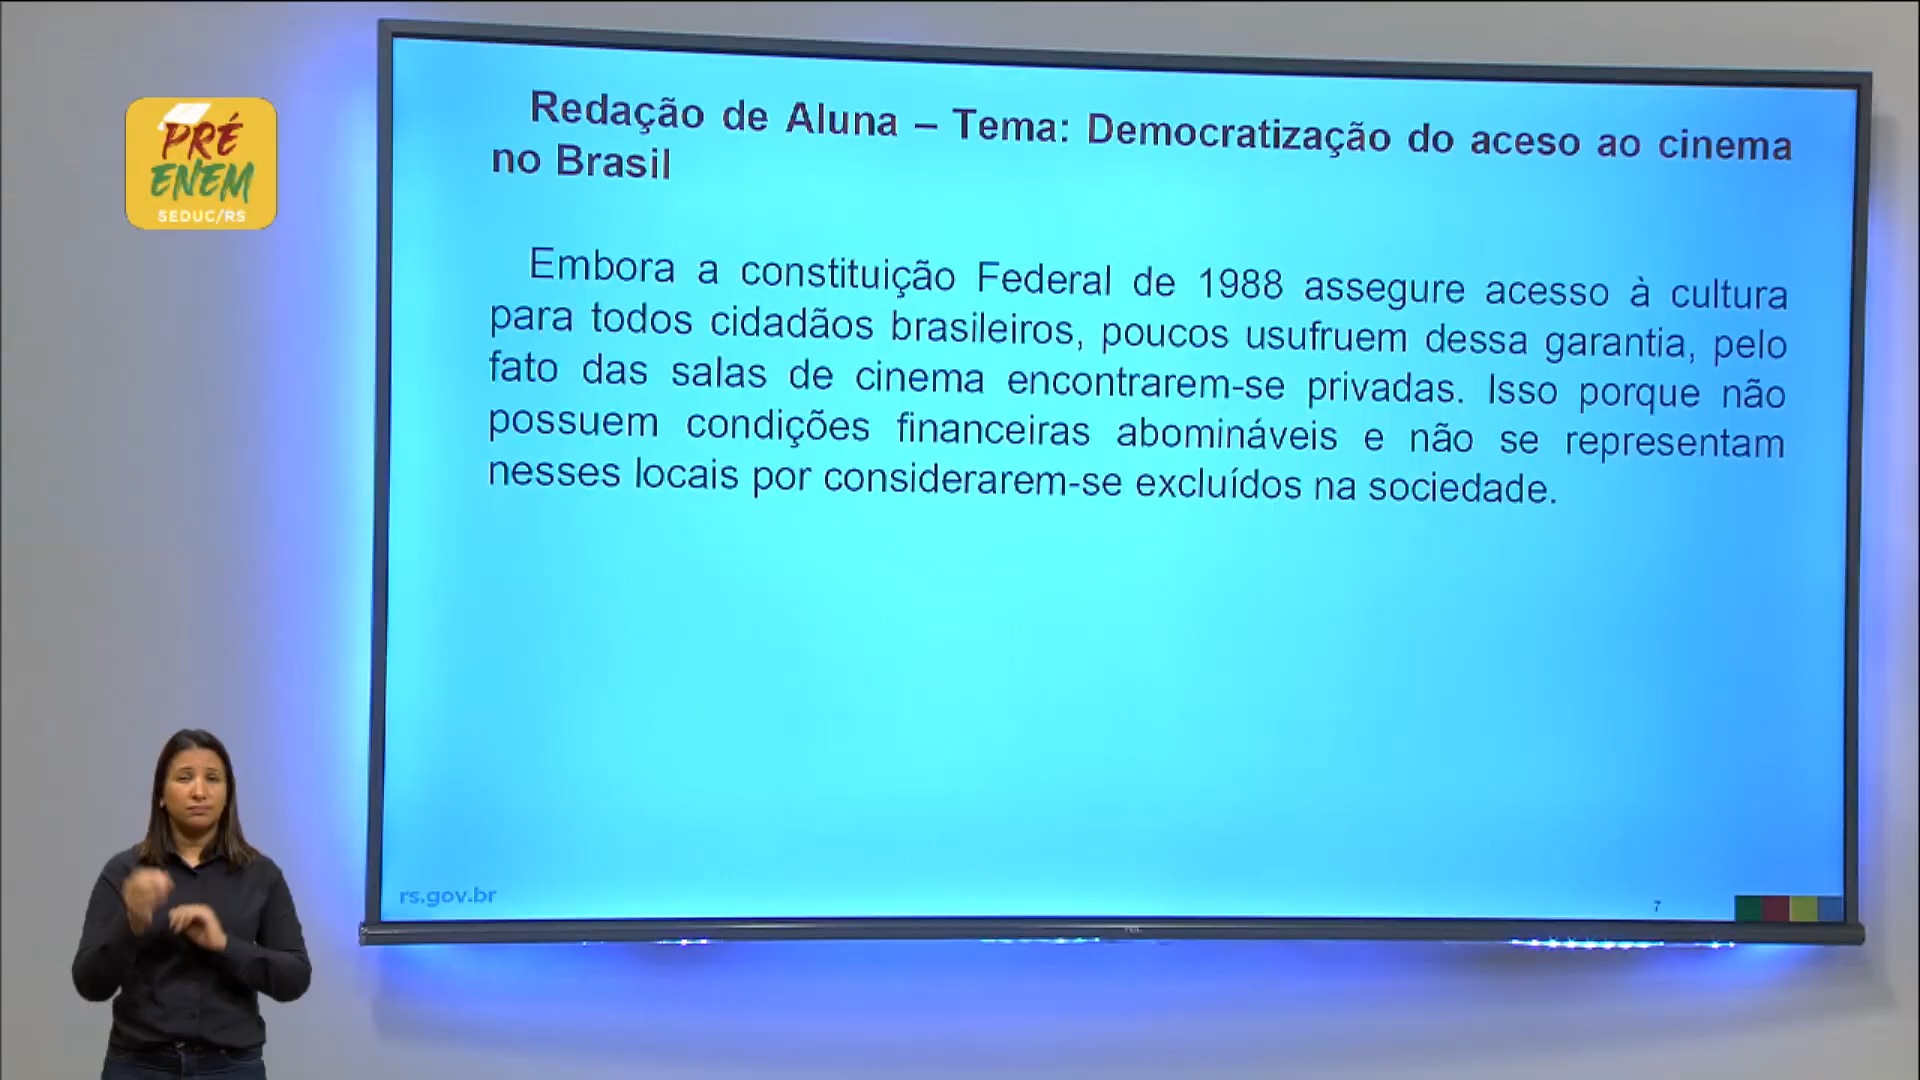 PRÉ
ENEM
SEDUC/RS
Redação de Aluna – Tema: Democratização do aceso ao cinema
no Brasil
Embora a constituição Federal de 1988 assegure acesso à cultura
para todos cidadãos brasileiros, poucos usufruem dessa garantia, pelo
fato das salas de cinema encontrarem-se privadas. Isso porque não
possuem condições financeiras abomináveis e não se representam
nesses locais por considerarem-se excluídos na sociedade.
rs.gov.br
7
TCL